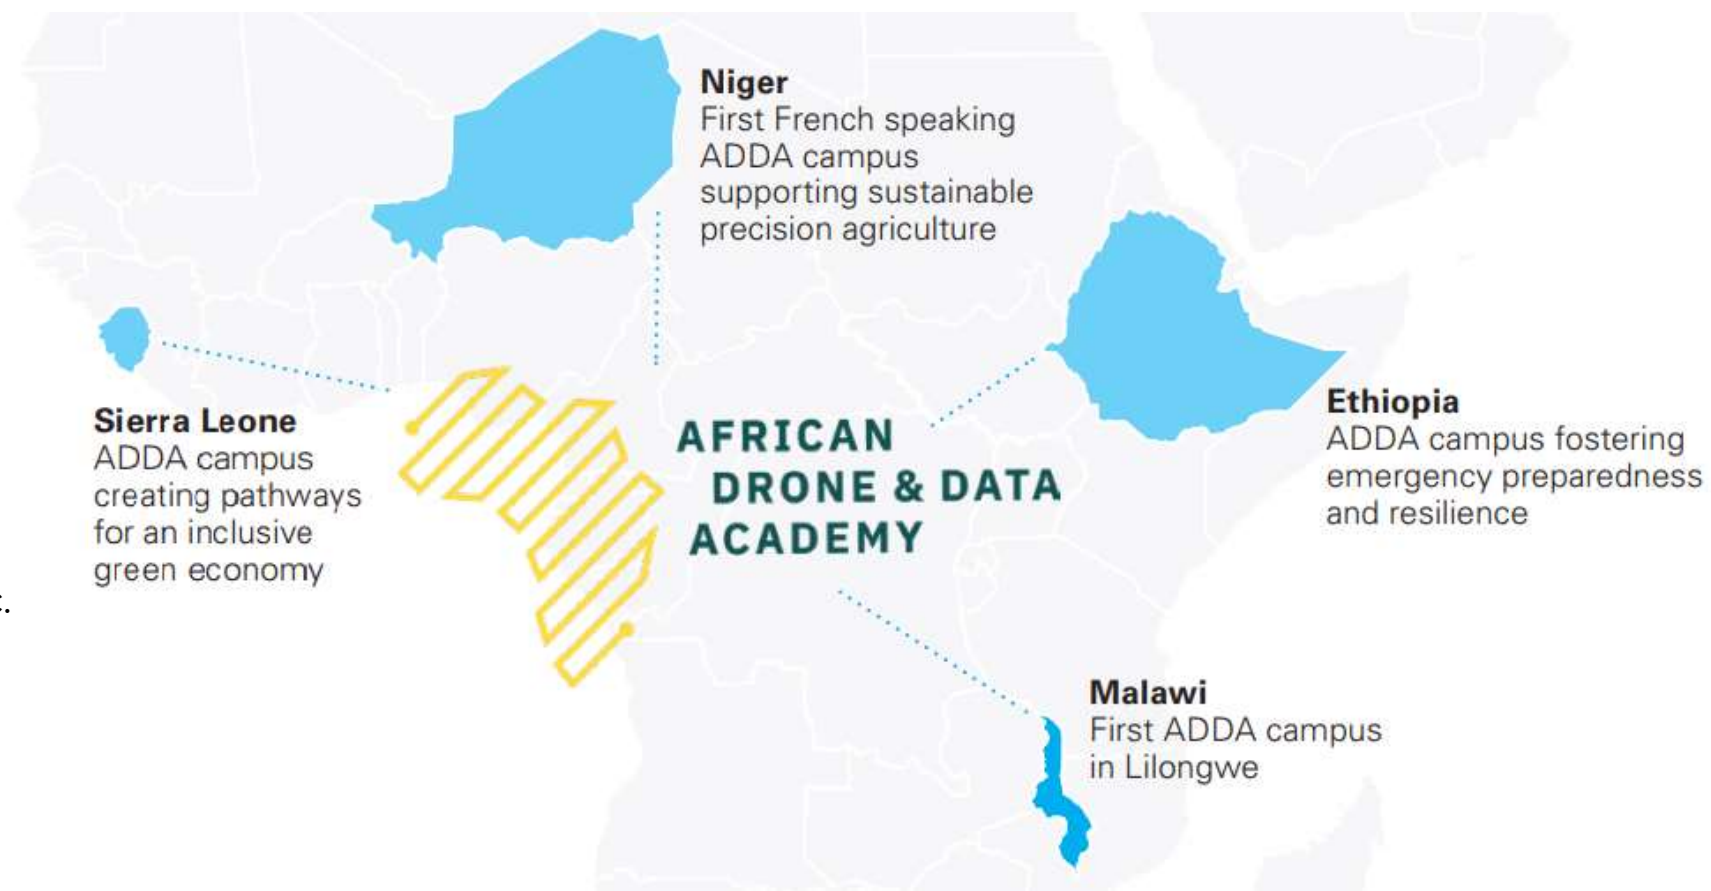 Niger
First French speaking
ADDA campus
supporting sustainable
precision agriculture
Sierra Leone
ADDA campus
creating pathways
for an inclusive
green economy
AFRICAN
DRONE & DATA
ACADEMY
Ethiopia
ADDA campus fostering
emergency preparedness
and resilience
Malawi
First ADDA campus
in Lilongwe